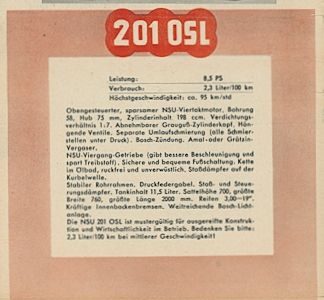 201 OSL
Leistung: 8,5 PS
Verbrauch: 2,3 Liter/100 km
Höchstgeschwindigkeit: ca. 95 km/std
Obengesteuerter, sparsamer NSU-Viertaktmotor, Bohrung
58, Hub 75 mm, Zylinderinhalt 198 ccm. Verdichtungs-
verhältnis 1:7. Abnehmbarer Grauguß-Zylinderkopf, Hän-
gende Ventile. Separate Umlaufschmierung (alle Schmier-
stellen unter Druck). Bosch-Zündung. Amal- oder Grätzin-
Vergaser.
NSU-Viergang-Getriebe (gibt bessere Beschleunigung und
spart Treibstoff). Sichere und bequeme Fußschaltung. Kette
im Ölbad, ruckfrei und unverwüstlich. Stoßdämpfer auf der
Kurbelwelle.
Stabiler Rohrrahmen. Druckfedergabel. Stoß- und Steue-
rungsdämpfer. Tankinhalt 11,5 Liter. Sattelhöhe 700, größte
Breite 760, größte Länge 2000 mm. Reifen 3,00—19".
Kräftige Innenbackenbremsen. Weitreichende Bosch-Licht-
anlage.
Die NSU 201 OSL ist mustergültig für ausgereifte Konstruk-
tion und Wirtschaftlichkeit im Betrieb. Bedenken Sie bitte:
2,3 Liter/100 km bei mittlerer Geschwindigkeit!